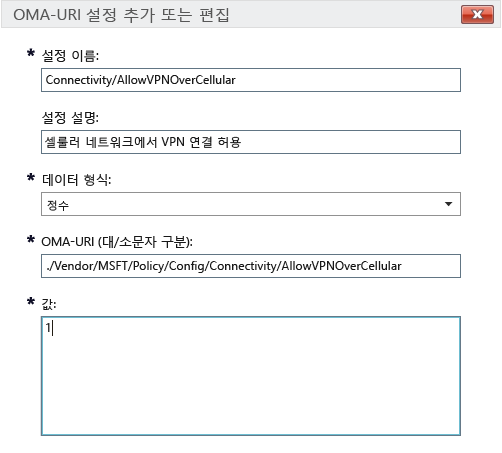 OMA-URI 설정 추가 또는 편집
* 설정 이름:
Connectivity/AllowVPNOverCellular
설정 설명:
셀룰러 네트워크에서 VPN 연결 허용
* 데이터 형식:
정수
* OMA-URI (대/소문자 구분):
./Vendor/MSFT/Policy/Config/Connectivity/AllowVPNOverCellular
* 값:
1